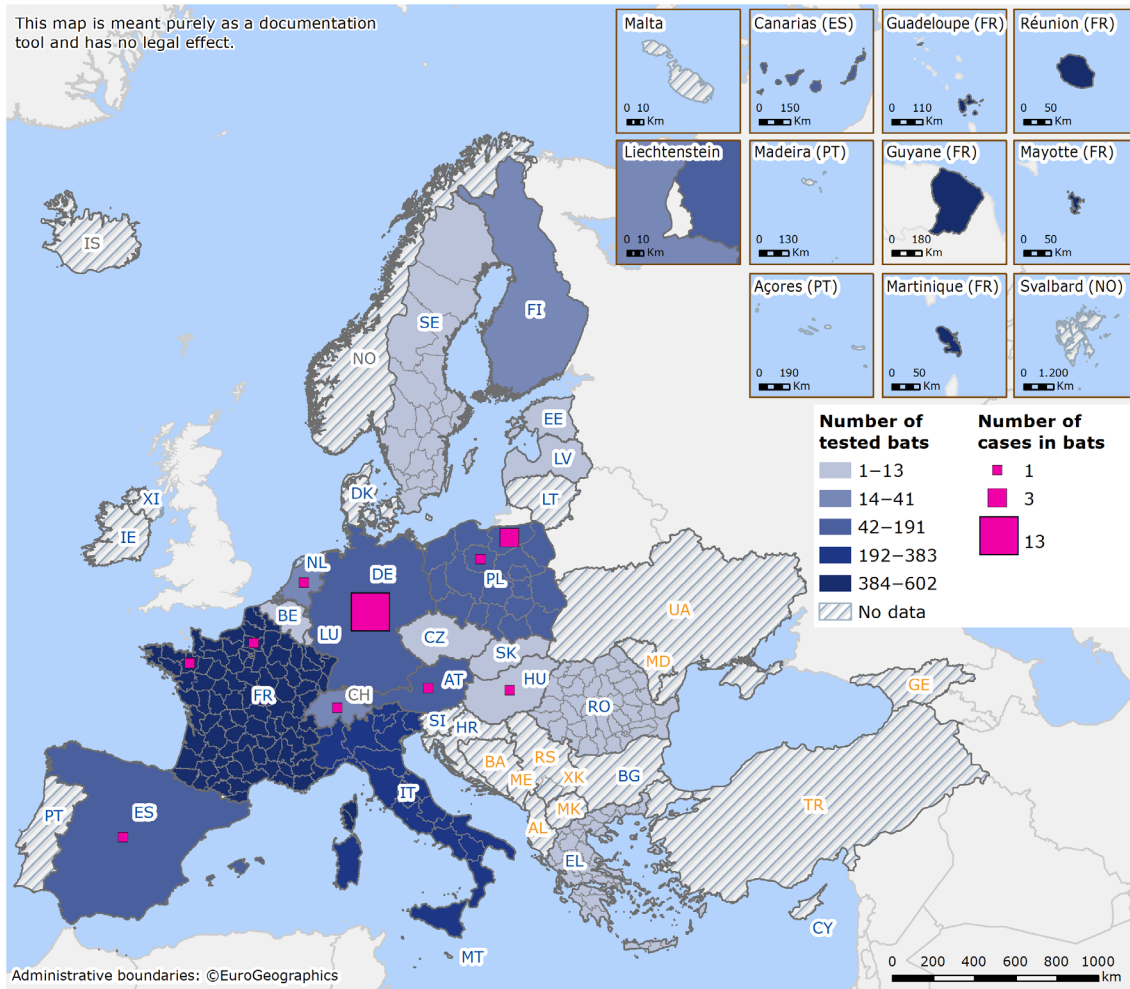 This map is meant purely as a documentation
tool and has no legal effect.
Malta
0 10
Km
Canarias (ES)
0 150
Km
Guadeloupe (FR)
0 110
Km
Réunion (FR)
0 50
Km
Liechtenstein
0 10
Km
Madeira (PT)
0 130
Km
Guyane (FR)
0 180
Km
Mayotte (FR)
0 50
Km
Açores (PT)
0 190
Km
Martinique (FR)
0 50
Km
Svalbard (NO)
0 1.200
Km
IS
SE
FI
NO
EE
LV
LT
DK
XI
IE
NL
DE
PL
BE
LU
CZ
UA
SK
MD
FR
CH
AT
HU
RO
GE
SI
HR
BA
RS
ME
XK
BG
MK
AL
IT
PT
ES
TR
EL
CY
MT
Number of
tested bats
1–13
14–41
42–191
192–383
384–602
No data
Number of
cases in bats
1
3
13
Administrative boundaries: ©EuroGeographics
0 200 400 600 800 1000
Km